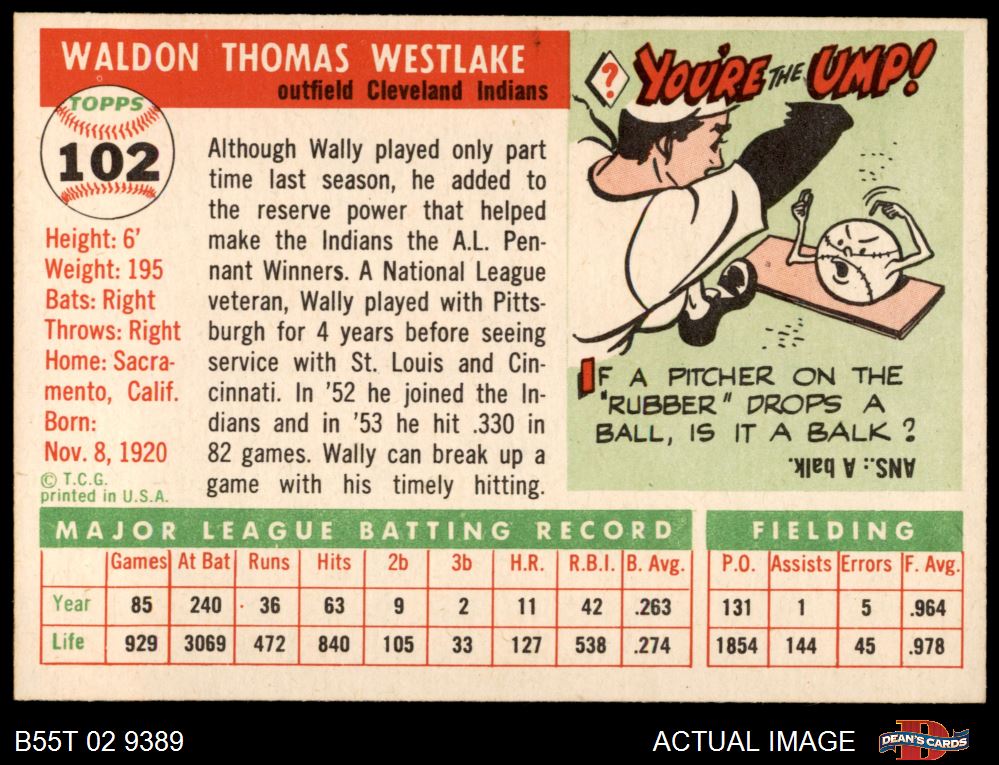 WALDON THOMAS WESTLAKE
outfield Cleveland Indians
TOPPS
102
Height: 6'
Weight: 195
Bats: Right
Throws: Right
Home: Sacra-
mento, Calif.
Born:
Nov. 8, 1920
© T.C.G.
printed in U.S.A.
Although Wally played only part
time last season, he added to
the reserve power that helped
make the Indians the A.L. Pen-
nant Winners. A National League
veteran, Wally played with Pitts-
burgh for 4 years before seeing
service with St. Louis and Cin-
cinnati. In '52 he joined the In-
dians and in '53 he hit .330 in
82 games. Wally can break up a
game with his timely hitting.
? YOU'RE THE UMP!
IF A PITCHER ON THE
"RUBBER" DROPS A
BALL, IS IT A BALK?
ANS.: A balk.
MAJOR LEAGUE BATTING RECORD FIELDING
Games At Bat Runs Hits 2b 3b H.R. R.B.I. B. Avg. P.O. Assists Errors F. Avg.
Year 85 240 36 63 9 2 11 42 .263 131 1 5 .964
Life 929 3069 472 840 105 33 127 538 .274 1854 144 45 .978
B55T 02 9389
ACTUAL IMAGE
D
DEAN'S CARDS